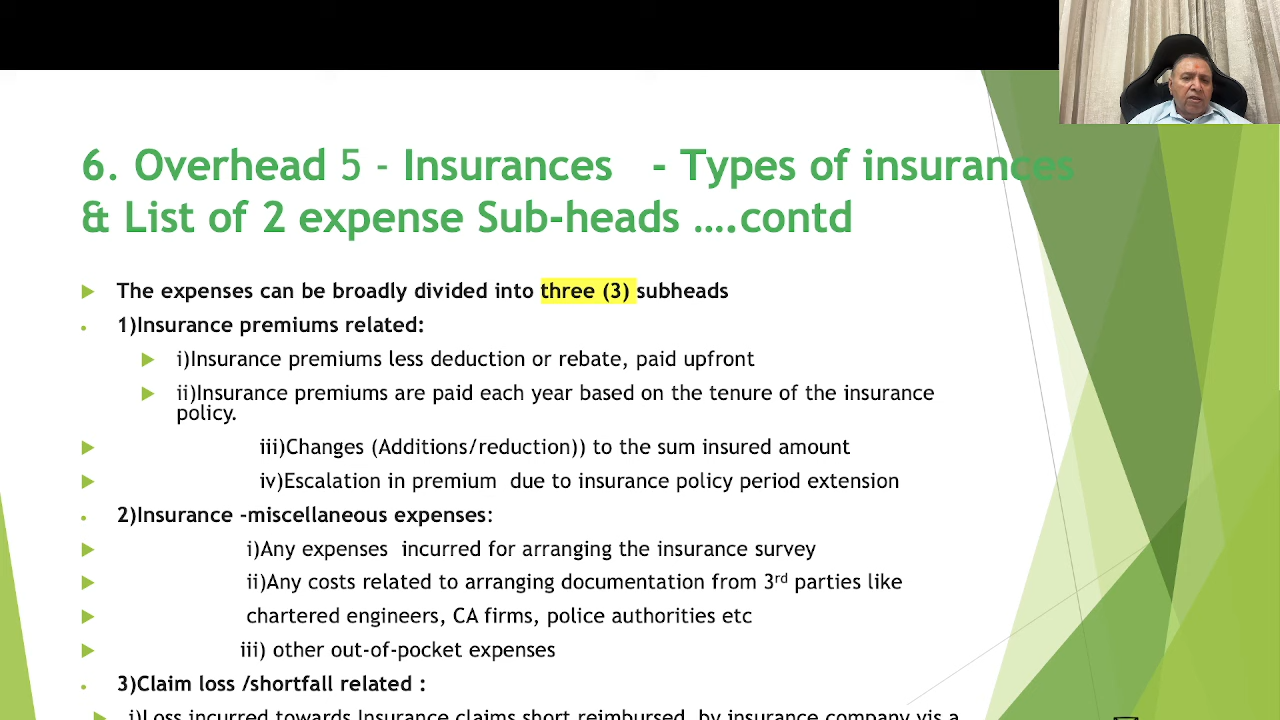 6. Overhead 5 - Insurances - Types of insurances
& List of 2 expense Sub-heads ….contd
The expenses can be broadly divided into three (3) subheads
1)Insurance premiums related:
i)Insurance premiums less deduction or rebate, paid upfront
ii)Insurance premiums are paid each year based on the tenure of the insurance
policy.
iii)Changes (Additions/reduction)) to the sum insured amount
iv)Escalation in premium due to insurance policy period extension
2)Insurance -miscellaneous expenses:
i)Any expenses incurred for arranging the insurance survey
ii)Any costs related to arranging documentation from 3rd parties like
chartered engineers, CA firms, police authorities etc
iii) other out-of-pocket expenses
3)Claim loss /shortfall related :
i)Loss incurred towards Insurance claims short reimbursed by insurance company vis a